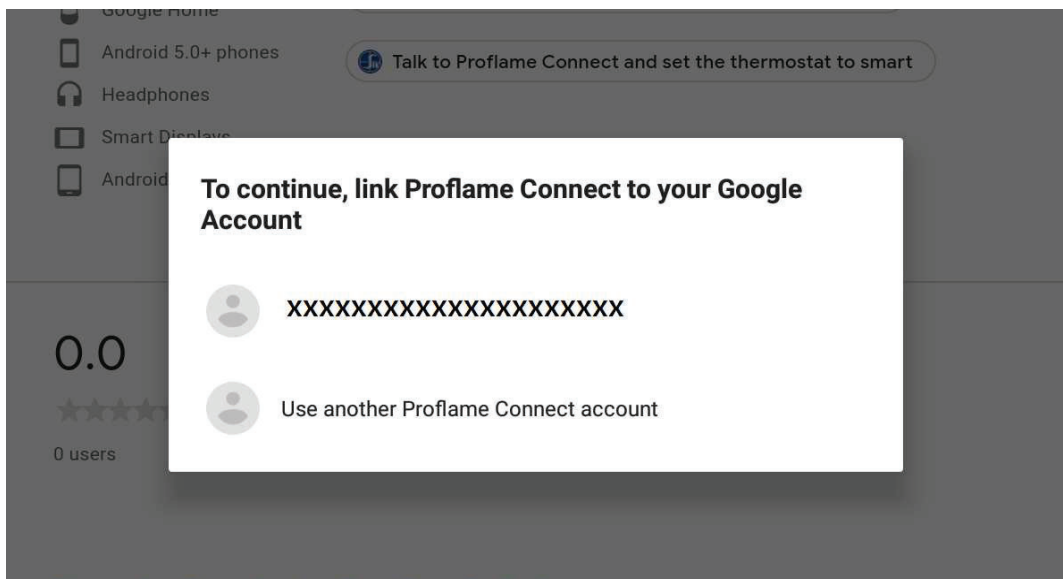 Google Home
Android 5.0+ phones
Talk to Proflame Connect and set the thermostat to smart
Headphones
Smart Displays
Android
To continue, link Proflame Connect to your Google
Account
XXXXXXXXXXXXXXXXXXXXX
Use another Proflame Connect account
0.0
0 users